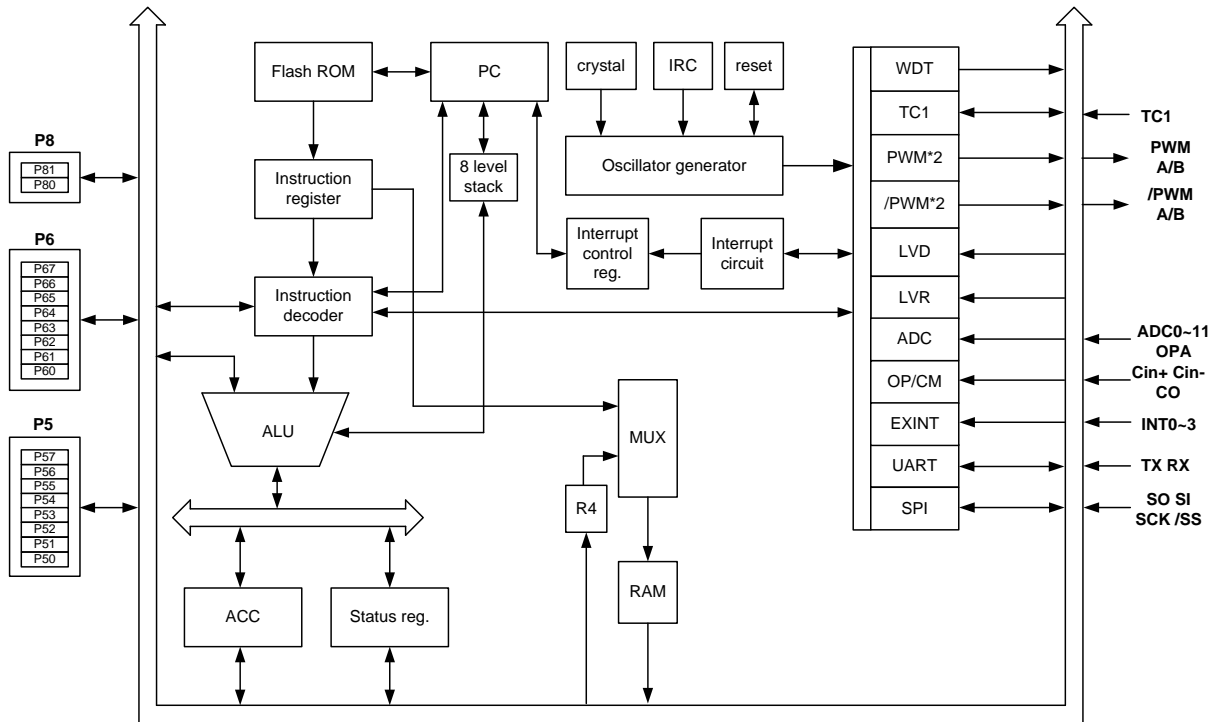 P8
P81
P80
P6
P67
P66
P65
P64
P63
P62
P61
P60
P5
P57
P56
P55
P54
P53
P52
P51
P50
Flash ROM
PC
crystal
IRC
reset
Instruction
register
8 level
stack
Oscillator generator
Interrupt
control
reg.
Interrupt
circuit
Instruction
decoder
ALU
MUX
R4
RAM
ACC
Status reg.
WDT
TC1
PWM*2
/PWM*2
LVD
LVR
ADC
OP/CM
EXINT
UART
SPI
TC1
PWM
A/B
/PWM
A/B
ADC0~11
OPA
Cin+ Cin-
CO
INT0~3
TX RX
SO SI
SCK /SS